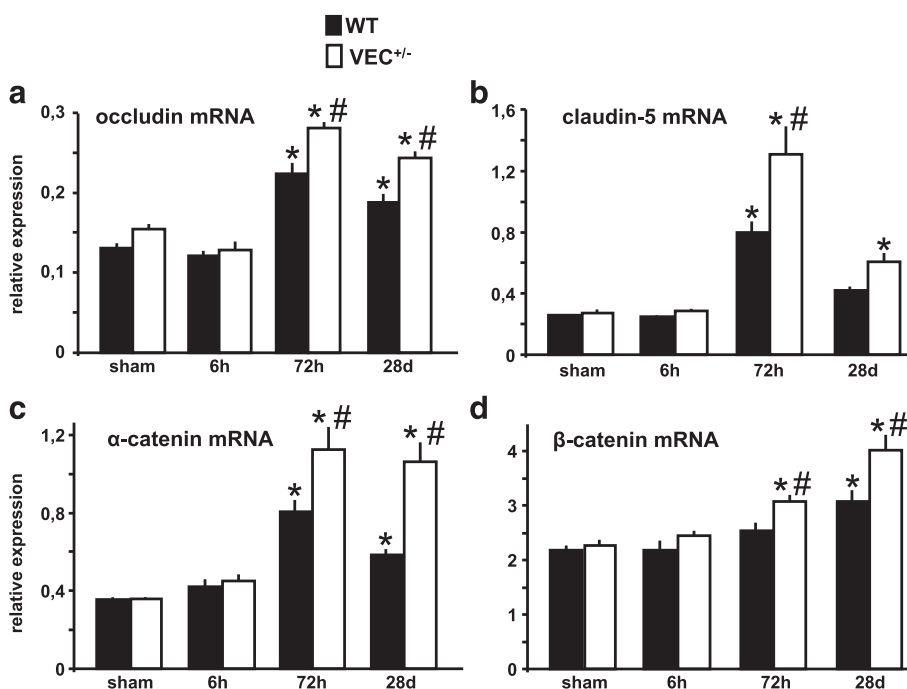 WT
VEC+/-
a
occludin mRNA
relative expression
0,3
0,2
0,1
0
* * # * * #
sham 6h 72h 28d
b
claudin-5 mRNA
1,6
1,2
0,8
0,4
0
* * # *
sham 6h 72h 28d
c
α-catenin mRNA
relative expression
1,2
0,8
0,4
0
* * # * * #
sham 6h 72h 28d
d
β-catenin mRNA
4
3
2
1
0
* # * * #
sham 6h 72h 28d